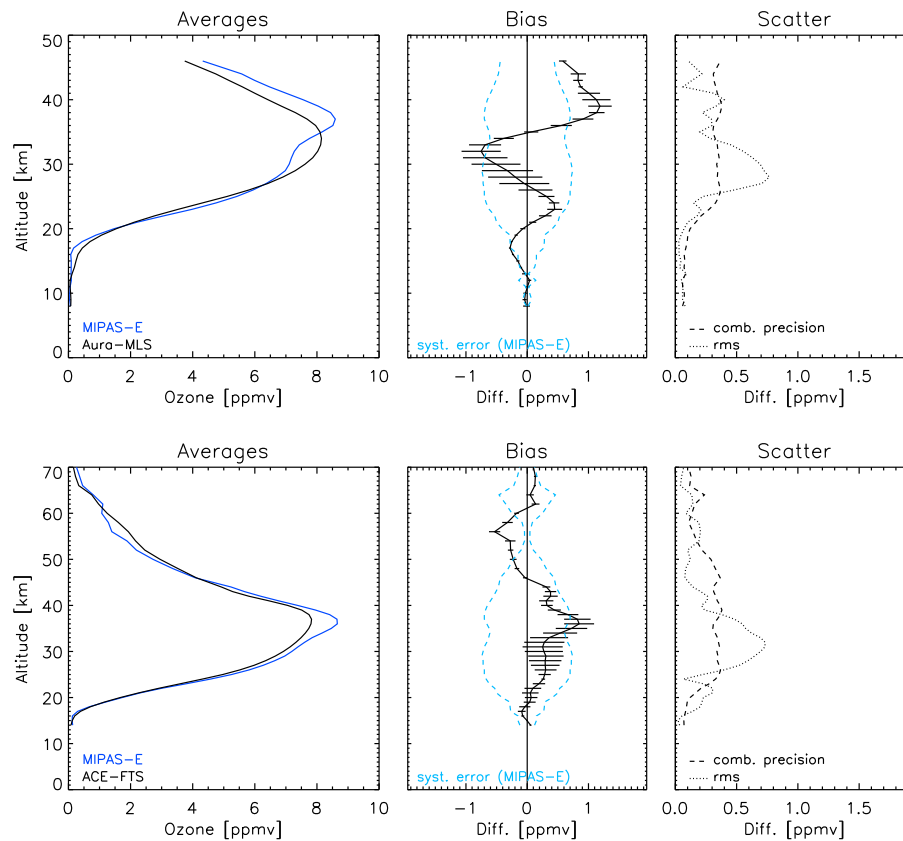 Averages Bias Scatter
50
40
30
20
10
0
Altitude [km]
MIPAS-E
Aura-MLS
syst. error (MIPAS-E)
comb. precision
rms
0 2 4 6 8 10 -1 0 1 0.0 0.5 1.0 1.5
Ozone [ppmv] Diff. [ppmv] Diff. [ppmv]
Averages Bias Scatter
70
60
50
40
30
20
10
0
Altitude [km]
MIPAS-E
ACE-FTS
syst. error (MIPAS-E)
comb. precision
rms
0 2 4 6 8 10 -1 0 1 0.0 0.5 1.0 1.5
Ozone [ppmv] Diff. [ppmv] Diff. [ppmv]